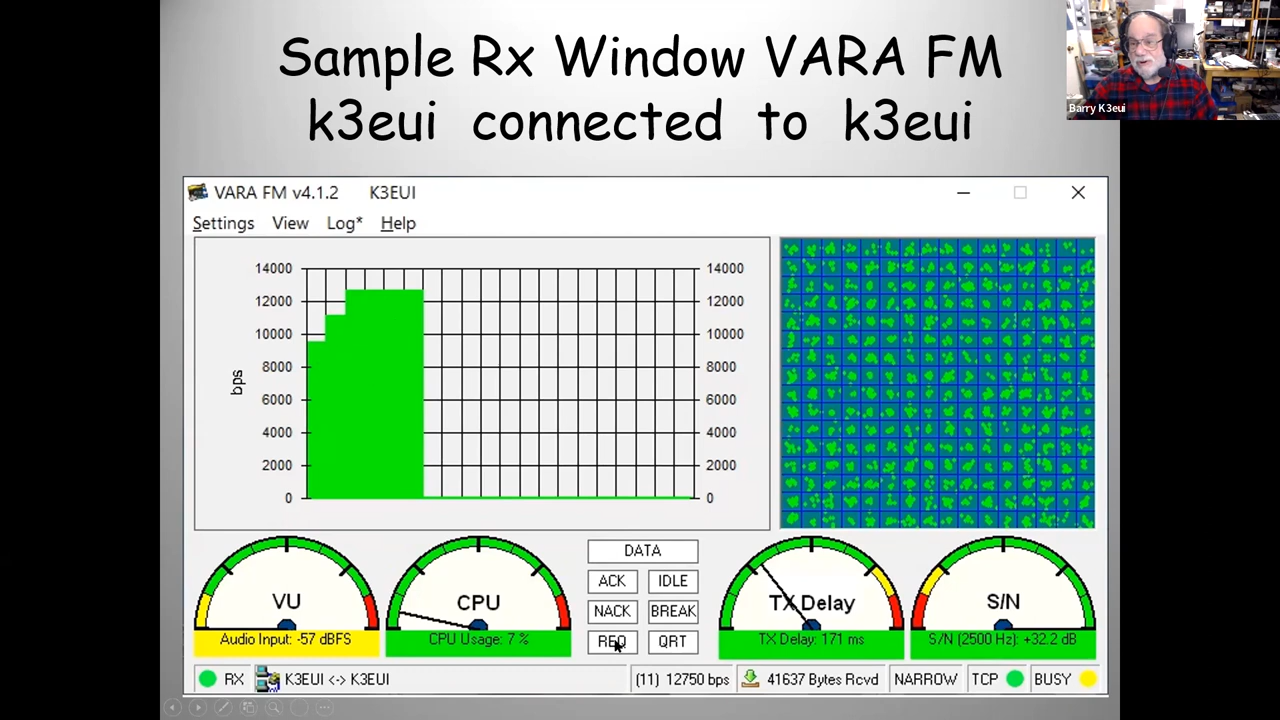 Sample Rx Window VARA FM
k3eui connected to k3eui
Barry K3eui
VARA FM v4.1.2 K3EUI
Settings View Log* Help
14000 14000
12000 12000
10000 10000
8000 8000
6000 6000
4000 4000
2000 2000
0 0
bps
VU
Audio Input: -57 dBFS
CPU
CPU Usage: 7 %
DATA
ACK IDLE
NACK BREAK
REQ QRT
TX Delay
TX Delay: 171 ms
S/N
S/N (2500 Hz): +32.2 dB
RX K3EUI <-> K3EUI (11) 12750 bps 41637 Bytes Rcvd NARROW TCP BUSY